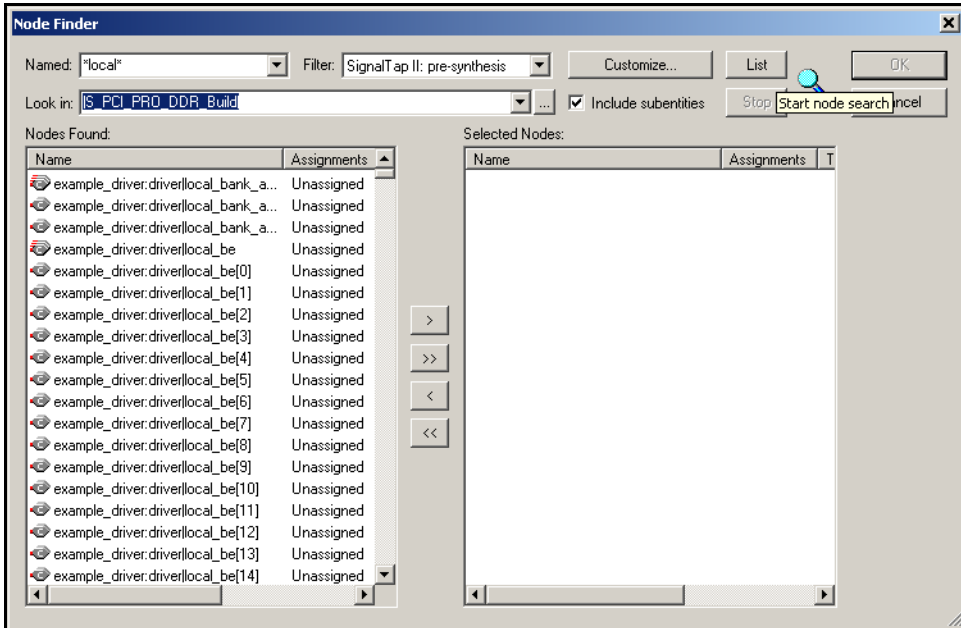 Node Finder
Named: *local* Filter: SignalTap II: pre-synthesis Customize... List OK
Look in: |S_PCI_PRO_DDR_Build ... Include subentities Stop Start node search ncel
Nodes Found: Selected Nodes:
Name Assignments Name Assignments T
example_driver:driver|local_bank_a... Unassigned
example_driver:driver|local_bank_a... Unassigned
example_driver:driver|local_bank_a... Unassigned
example_driver:driver|local_be Unassigned
example_driver:driver|local_be[0] Unassigned
example_driver:driver|local_be[1] Unassigned
example_driver:driver|local_be[2] Unassigned
example_driver:driver|local_be[3] Unassigned
example_driver:driver|local_be[4] Unassigned
example_driver:driver|local_be[5] Unassigned
example_driver:driver|local_be[6] Unassigned
example_driver:driver|local_be[7] Unassigned
example_driver:driver|local_be[8] Unassigned
example_driver:driver|local_be[9] Unassigned
example_driver:driver|local_be[10] Unassigned
example_driver:driver|local_be[11] Unassigned
example_driver:driver|local_be[12] Unassigned
example_driver:driver|local_be[13] Unassigned
example_driver:driver|local_be[14] Unassigned
>
>>
<
<<